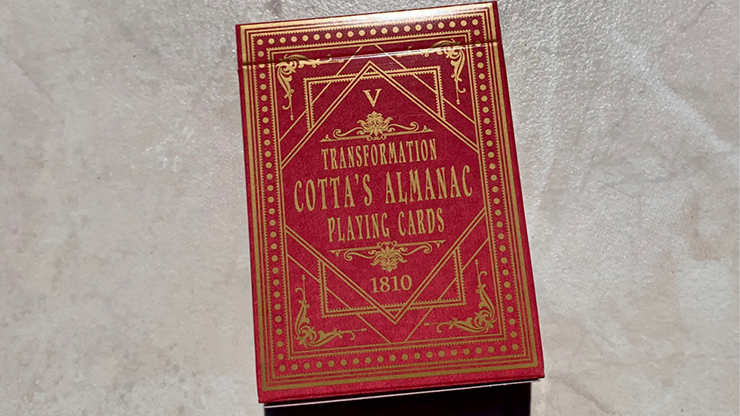 V
TRANSFORMATION
COTTA'S ALMANAC
PLAYING CARDS
1810